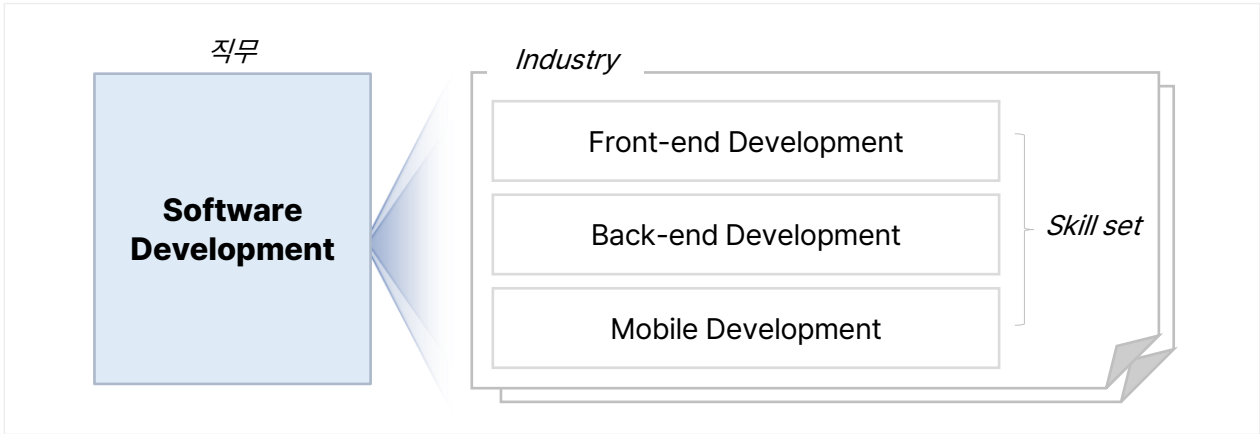 직무
Software
Development
Industry
Front-end Development
Back-end Development
Mobile Development
Skill set